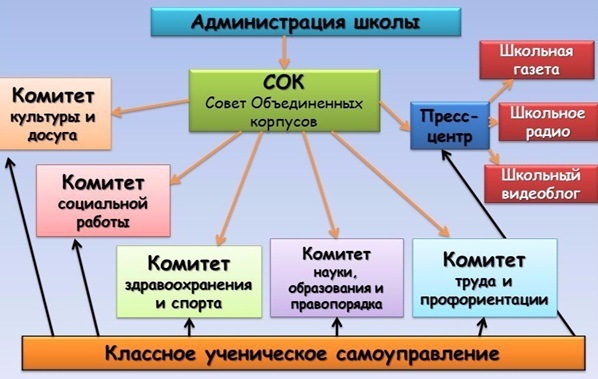 Администрация школы
СОК
Совет Объединенных
корпусов
Школьная
газета
Комитет
культуры и
досуга
Пресс-
центр
Школьное
радио
Школьный
видеоблог
Комитет
социальной
работы
Комитет
здравоохранения
и спорта
Комитет
науки,
образования и
правопорядка
Комитет
труда и
профориентации
Классное ученическое самоуправление